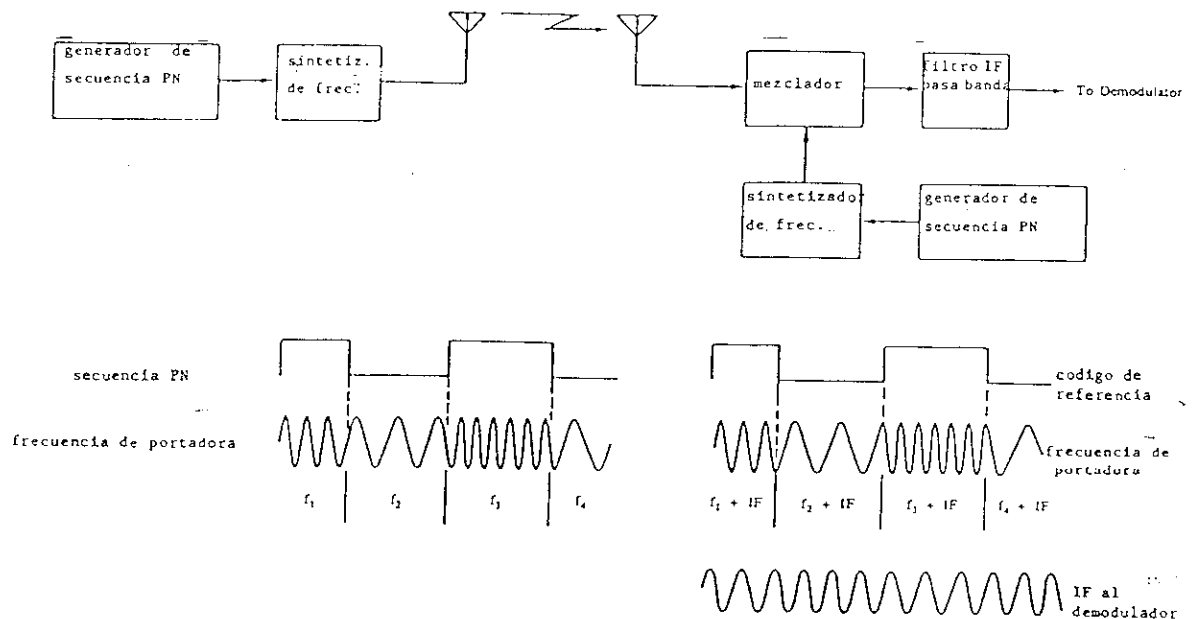 generador de
secuencia PN
sintetiz.
de frec.
mezclador
filtro IF
pasa banda
To Demodulator
sintetizador
de frec...
generador de
secuencia PN
secuencia PN
codigo de
referencia
frecuencia de portadora
frecuencia de
portadora
f₁
f₂
f₃
f₄
f₁ + IF
f₂ + IF
f₃ + IF
f₄ + IF
IF al
demodulador